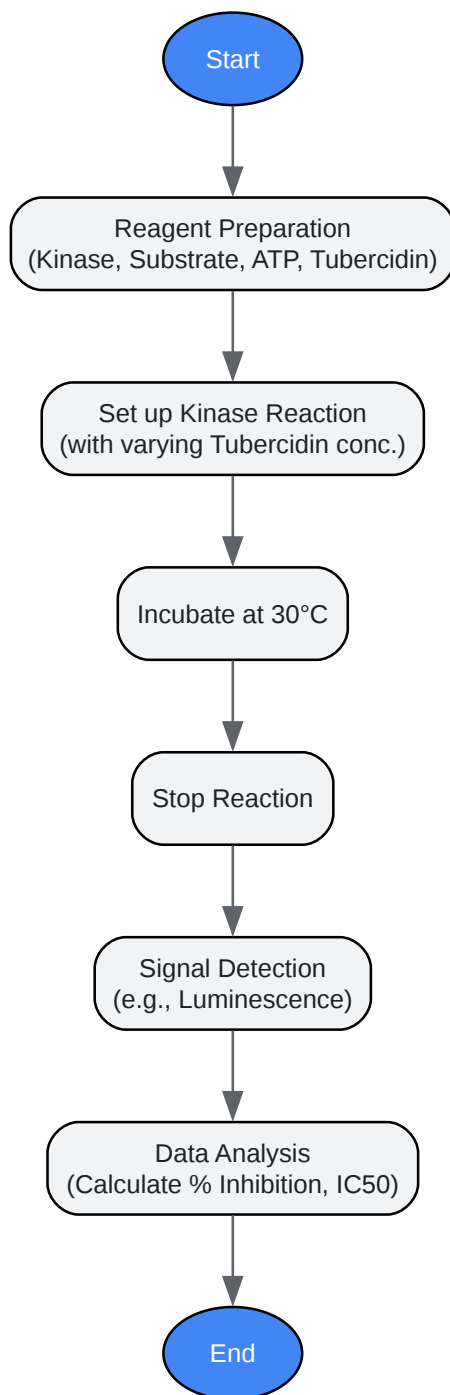 Start
Reagent Preparation
(Kinase, Substrate, ATP, Tubercidin)
Set up Kinase Reaction
(with varying Tubercidin conc.)
Incubate at 30°C
Stop Reaction
Signal Detection
(e.g., Luminescence)
Data Analysis
(Calculate % Inhibition, IC50)
End